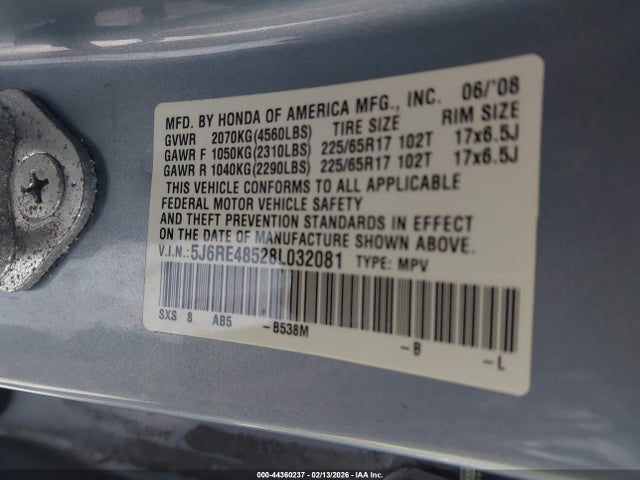 MFD. BY HONDA OF AMERICA MFG., INC. 06/'08
GVWR 2070KG(4560LBS) TIRE SIZE RIM SIZE
GAWR F 1050KG(2310LBS) 225/65R17 102T 17x6.5J
GAWR R 1040KG(2290LBS) 225/65R17 102T 17x6.5J
THIS VEHICLE CONFORMS TO ALL APPLICABLE
FEDERAL MOTOR VEHICLE SAFETY
AND THEFT PREVENTION STANDARDS IN EFFECT
ON THE DATE OF MANUFACTURE SHOWN ABOVE.
V.I.N.: 5J6RE48528L032081 TYPE: MPV
SXS 8 AB5 -B538M -B -L
000-44360237 - 02/13/2026 - IAA Inc.